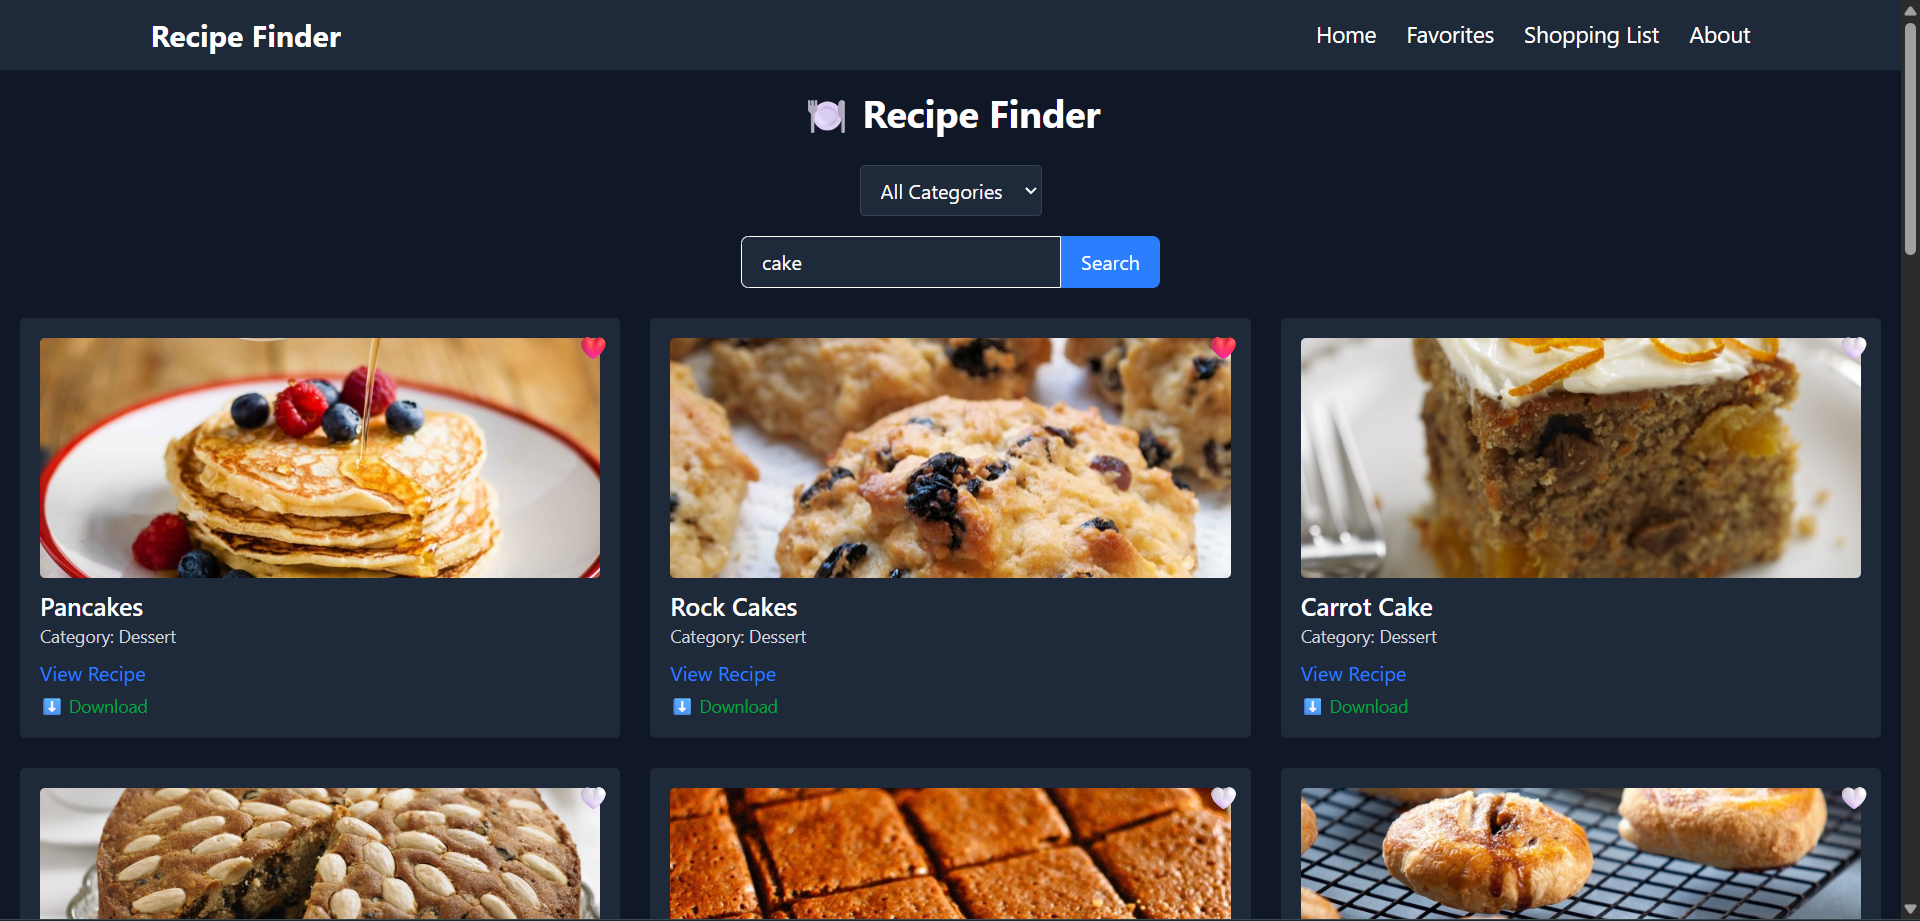 Recipe Finder
Home Favorites Shopping List About
🍽️ Recipe Finder
All Categories
cake Search
Pancakes
Category: Dessert
View Recipe
⬇️ Download
Rock Cakes
Category: Dessert
View Recipe
⬇️ Download
Carrot Cake
Category: Dessert
View Recipe
⬇️ Download